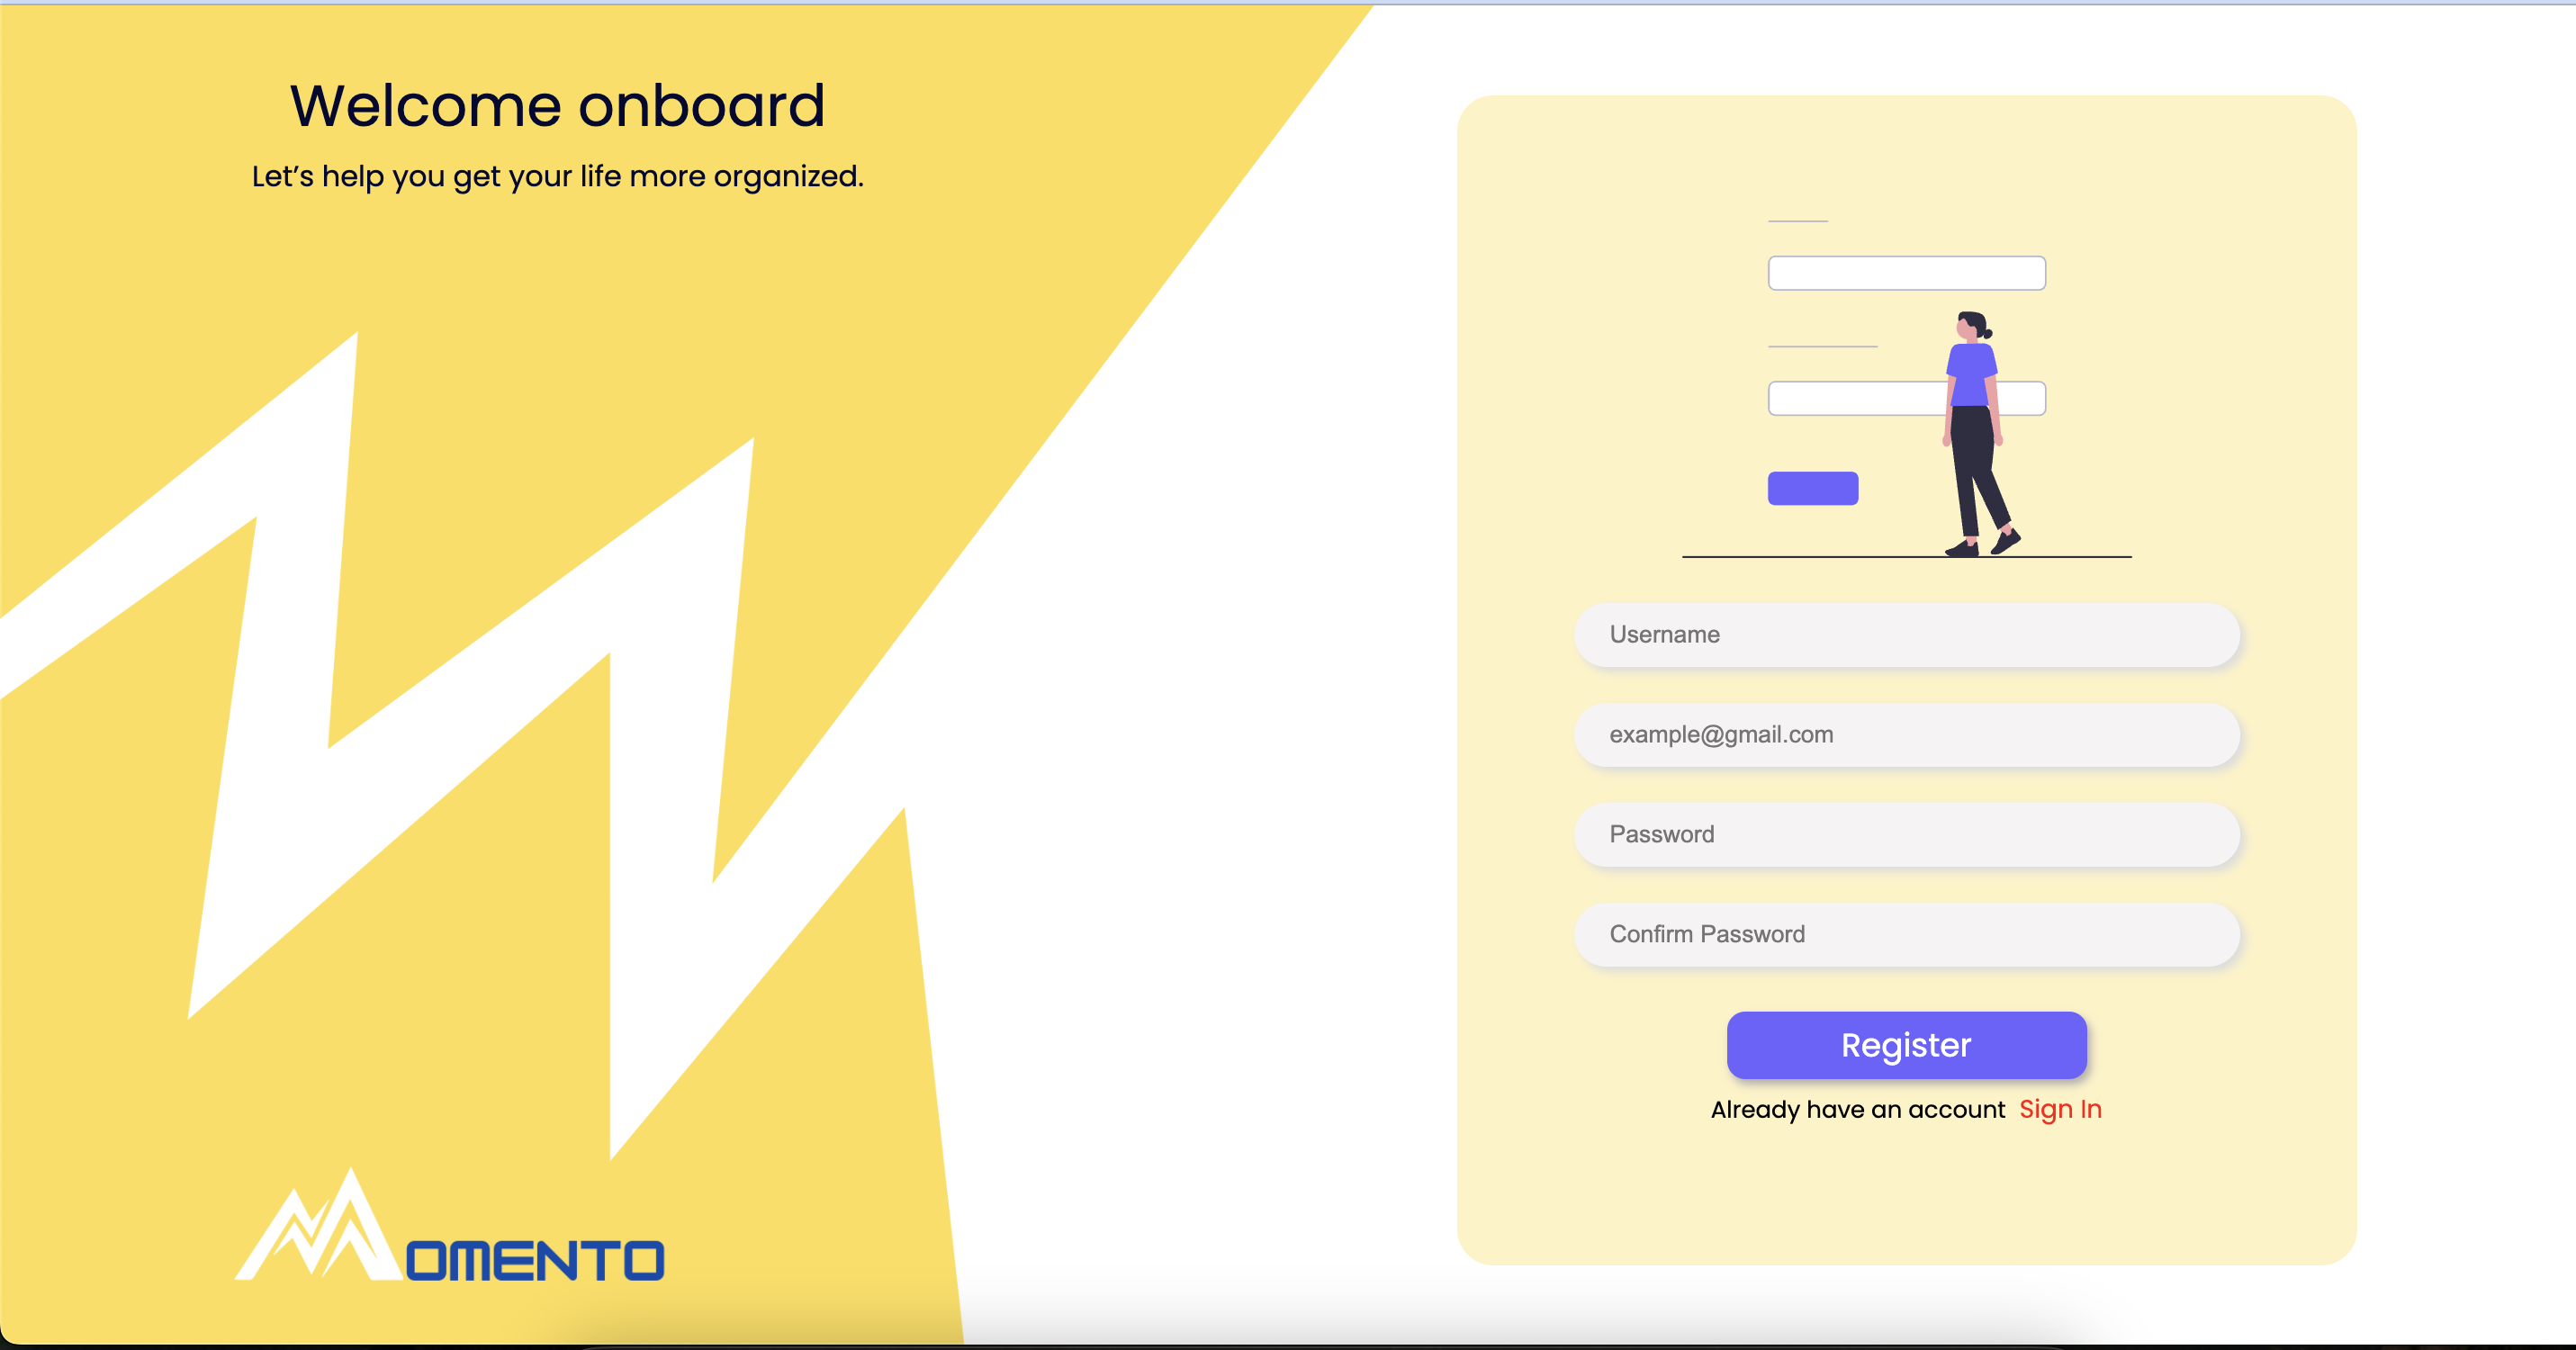 Welcome onboard
Let’s help you get your life more organized.
MOMENTO
Username
example@gmail.com
Password
Confirm Password
Register
Already have an account Sign In